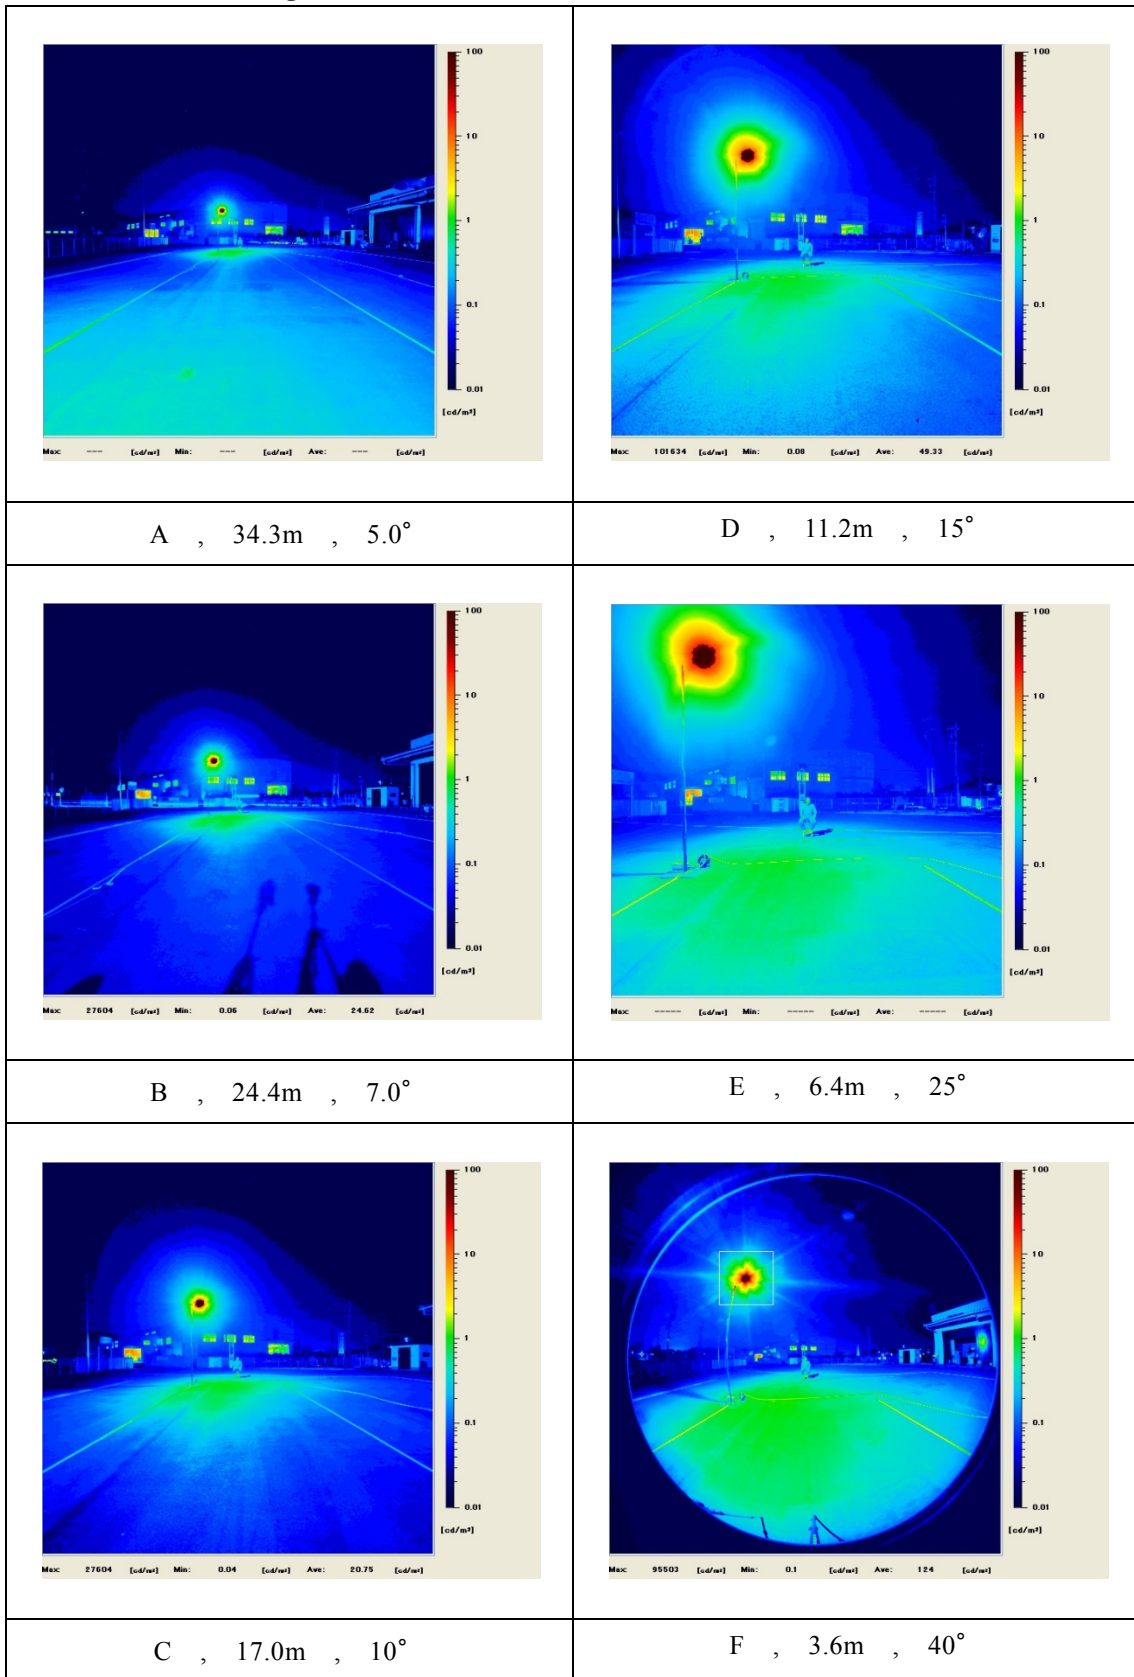 100
10
1
0.1
0.01
[cd/m²]
Max: --- [cd/m²] Min: --- [cd/m²] Ave: --- [cd/m²]
A , 34.3m , 5.0°
100
10
1
0.1
0.01
[cd/m²]
Max: 101634 [cd/m²] Min: 0.08 [cd/m²] Ave: 49.33 [cd/m²]
D , 11.2m , 15°
100
10
1
0.1
0.01
[cd/m²]
Max: 27604 [cd/m²] Min: 0.06 [cd/m²] Ave: 24.62 [cd/m²]
B , 24.4m , 7.0°
100
10
1
0.1
0.01
[cd/m²]
Max: ----- [cd/m²] Min: ----- [cd/m²] Ave: ----- [cd/m²]
E , 6.4m , 25°
100
10
1
0.1
0.01
[cd/m²]
Max: 27604 [cd/m²] Min: 0.04 [cd/m²] Ave: 20.75 [cd/m²]
C , 17.0m , 10°
100
10
1
0.1
0.01
[cd/m²]
Max: 95503 [cd/m²] Min: 0.1 [cd/m²] Ave: 124 [cd/m²]
F , 3.6m , 40°